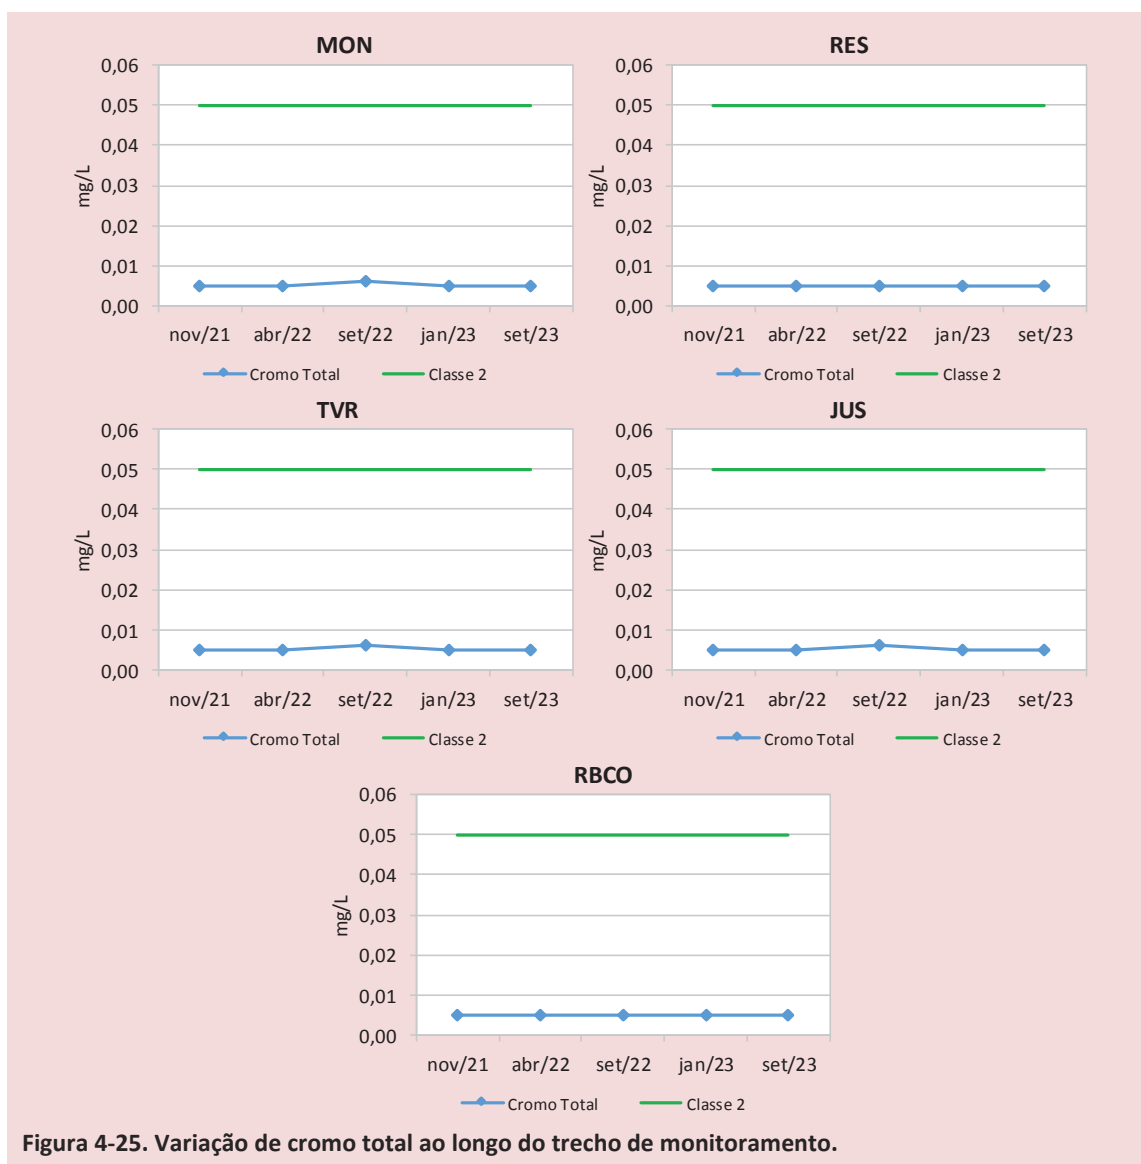 MON
0,06
0,05
0,04
0,03
0,02
0,01
0,00
mg/L
nov/21 abr/22 set/22 jan/23 set/23
Cromo Total Classe 2
RES
0,06
0,05
0,04
0,03
0,02
0,01
0,00
mg/L
nov/21 abr/22 set/22 jan/23 set/23
Cromo Total Classe 2
TVR
0,06
0,05
0,04
0,03
0,02
0,01
0,00
mg/L
nov/21 abr/22 set/22 jan/23 set/23
Cromo Total Classe 2
JUS
0,06
0,05
0,04
0,03
0,02
0,01
0,00
mg/L
nov/21 abr/22 set/22 jan/23 set/23
Cromo Total Classe 2
RBCO
0,06
0,05
0,04
0,03
0,02
0,01
0,00
mg/L
nov/21 abr/22 set/22 jan/23 set/23
Cromo Total Classe 2
Figura 4-25. Variação de cromo total ao longo do trecho de monitoramento.